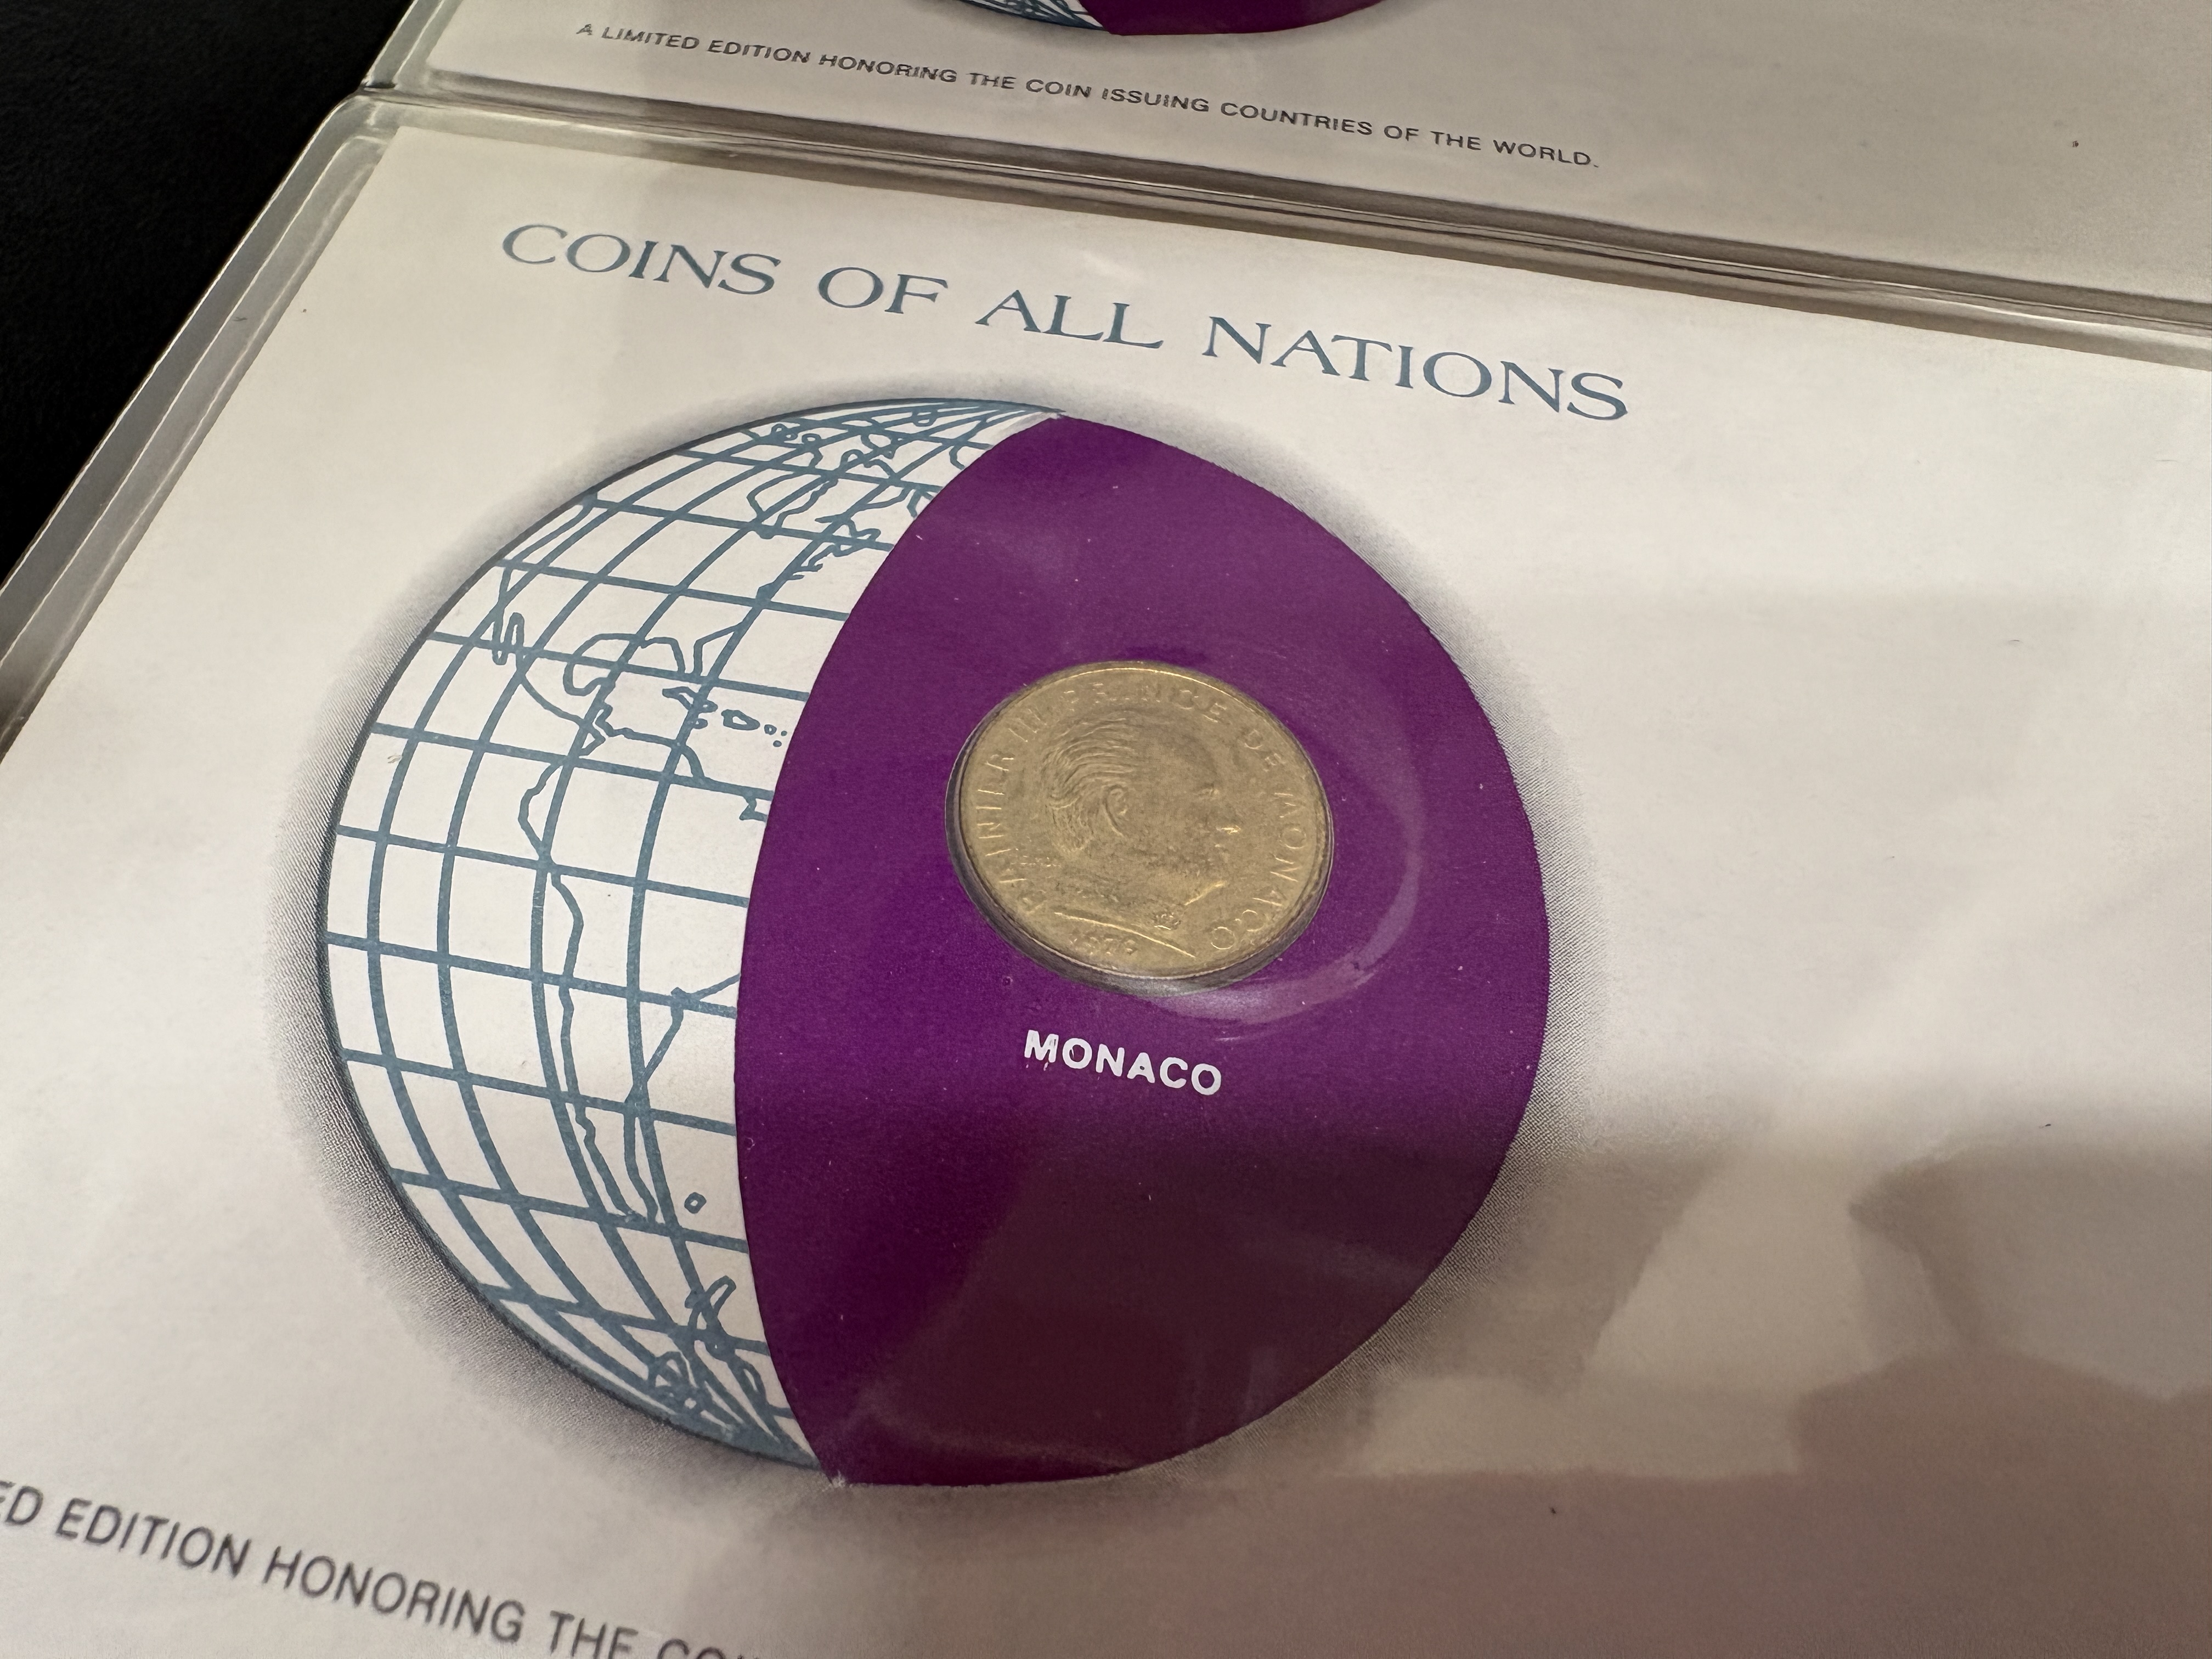 A LIMITED EDITION HONORING THE COIN ISSUING COUNTRIES OF THE WORLD.
COINS OF ALL NATIONS
RAINIER III PRINCE DE MONACO
MONACO
ED EDITION HONORING THE CO